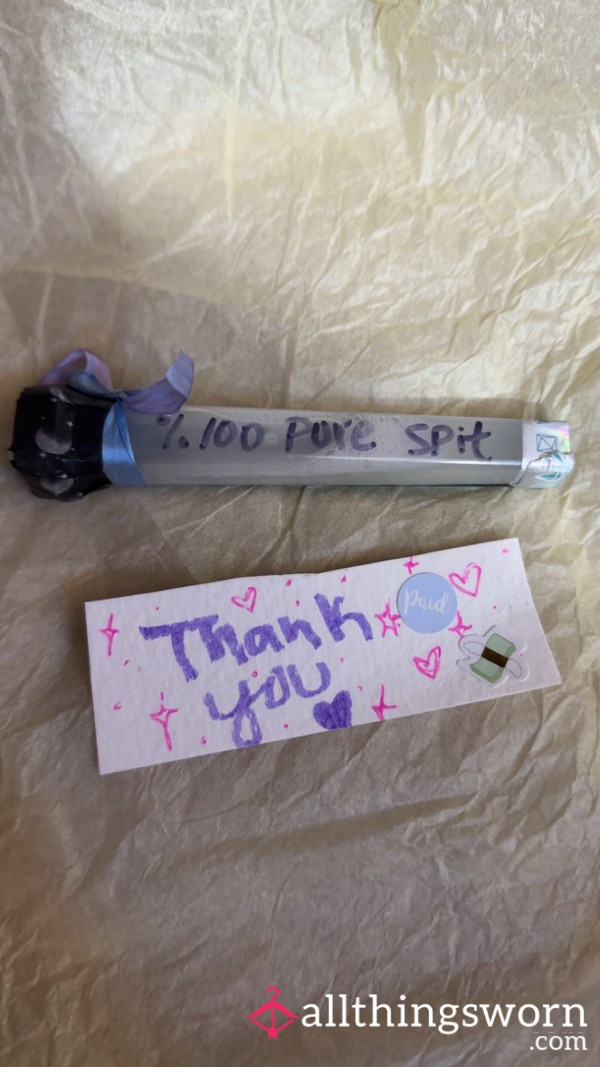 %100 Pure Spit
Paid
Thank
you
allthingsworn
.com